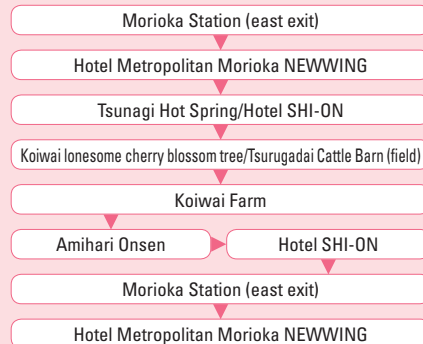 Morioka Station (east exit)
Hotel Metropolitan Morioka NEWWING
Tsunagi Hot Spring/Hotel SHI-ON
Koiwai lonesome cherry blossom tree/Tsurugadai Cattle Barn (field)
Koiwai Farm
Amihari Onsen
Hotel SHI-ON
Morioka Station (east exit)
Hotel Metropolitan Morioka NEWWING